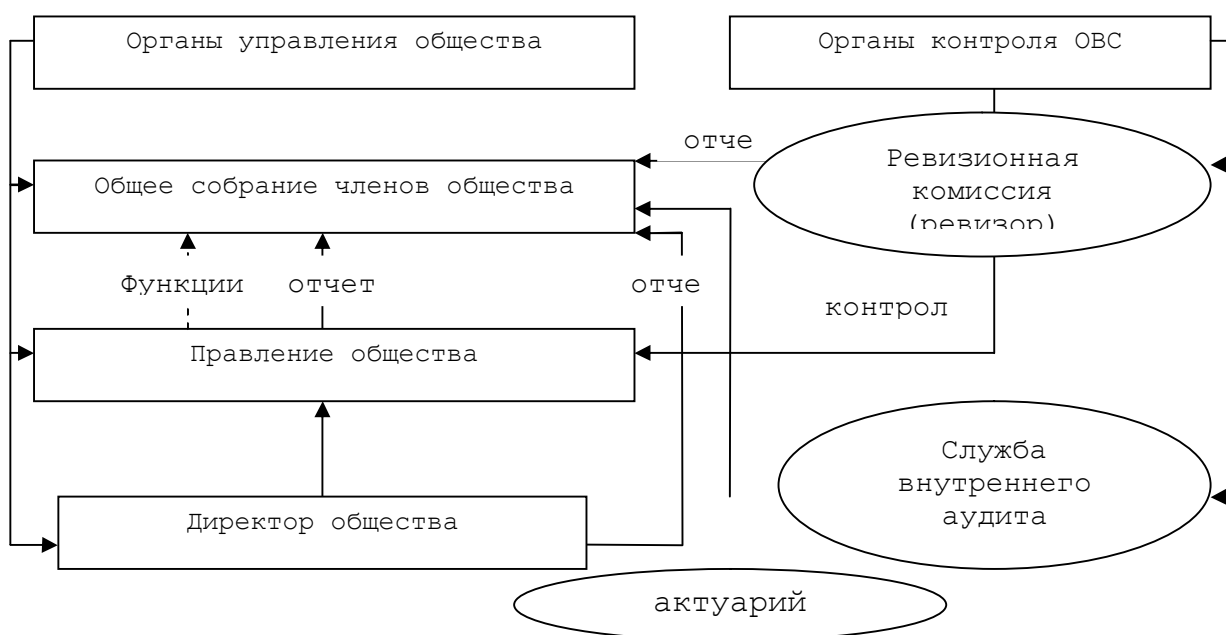 Органы управления общества
Органы контроля ОВС
отче
Ревизионная
комиссия
(ревизор)
Общее собрание членов общества
Функции
отчет
отче
контрол
Правление общества
Служба
внутреннего
аудита
Директор общества
актуарий